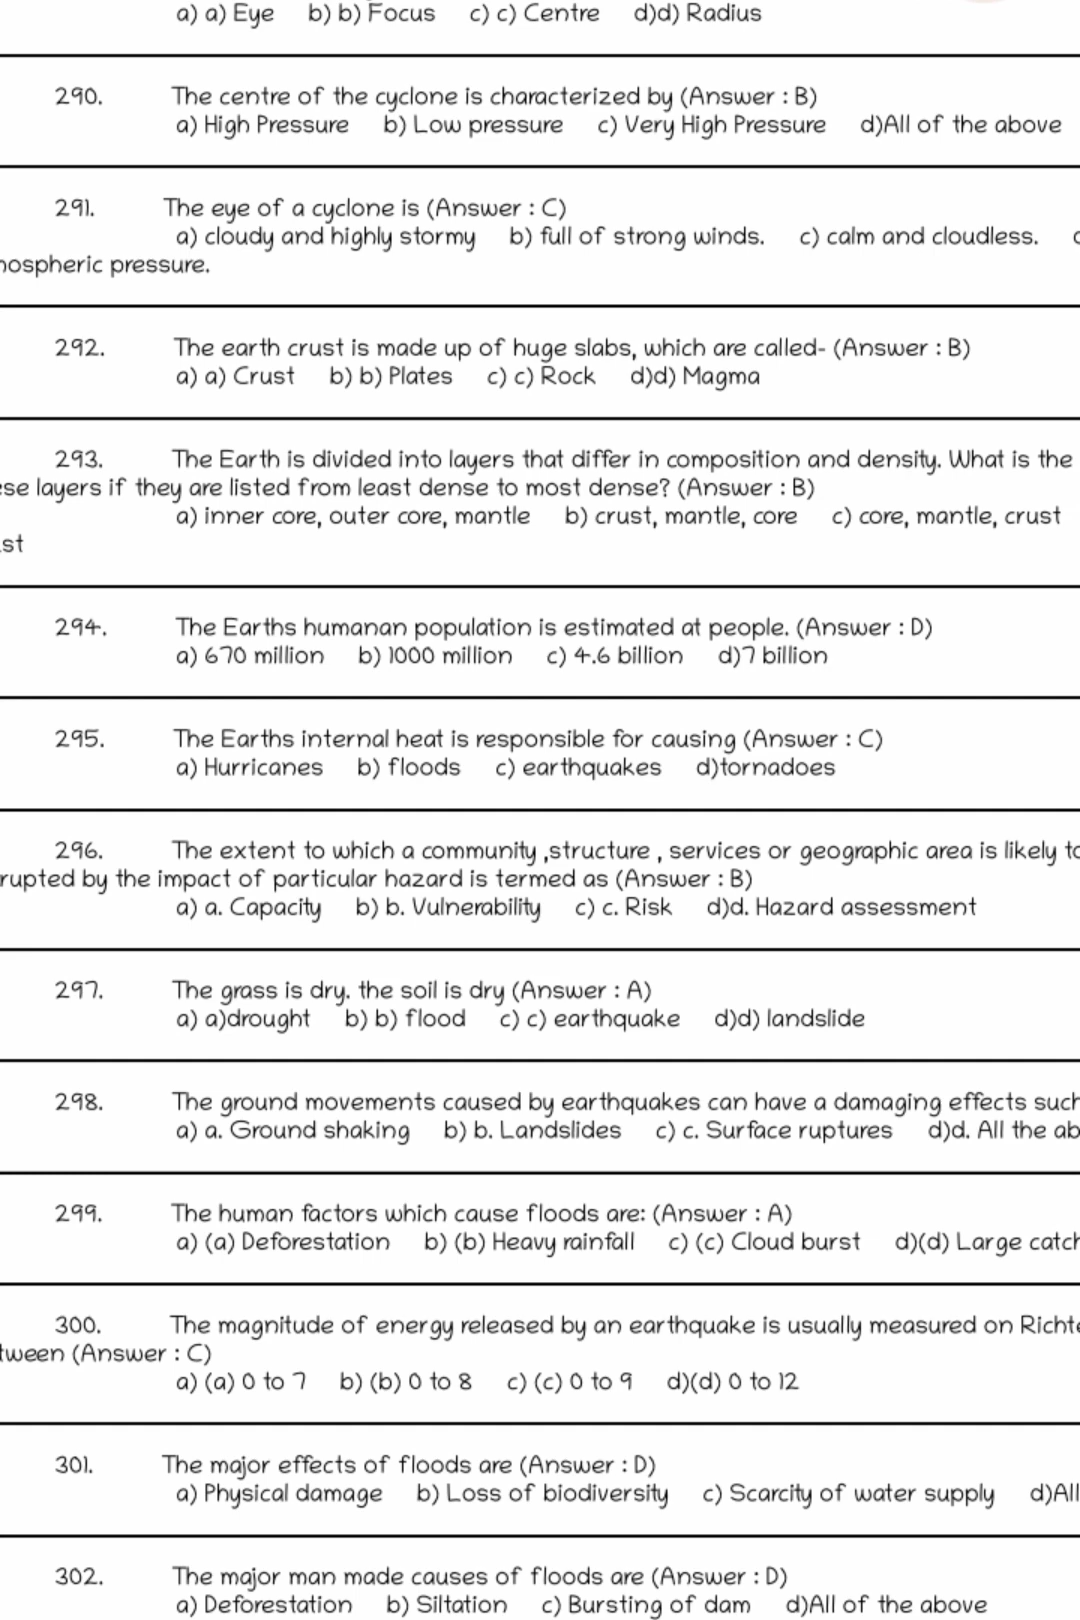 a) a) Eye b) b) Focus c) c) Centre d)d) Radius
290. The centre of the cyclone is characterized by (Answer : B)
a) High Pressure b) Low pressure c) Very High Pressure d)All of the above
291. The eye of a cyclone is (Answer : C)
a) cloudy and highly stormy b) full of strong winds. c) calm and cloudless.
nospheric pressure.
292. The earth crust is made up of huge slabs, which are called- (Answer : B)
a) a) Crust b) b) Plates c) c) Rock d)d) Magma
293. The Earth is divided into layers that differ in composition and density. What is the
se layers if they are listed from least dense to most dense? (Answer : B)
a) inner core, outer core, mantle b) crust, mantle, core c) core, mantle, crust
st
294. The Earths humanan population is estimated at people. (Answer : D)
a) 670 million b) 1000 million c) 4.6 billion d)7 billion
295. The Earths internal heat is responsible for causing (Answer : C)
a) Hurricanes b) floods c) earthquakes d)tornadoes
296. The extent to which a community ,structure , services or geographic area is likely to
rupted by the impact of particular hazard is termed as (Answer : B)
a) a. Capacity b) b. Vulnerability c) c. Risk d)d. Hazard assessment
297. The grass is dry. the soil is dry (Answer : A)
a) a)drought b) b) flood c) c) earthquake d)d) landslide
298. The ground movements caused by earthquakes can have a damaging effects such
a) a. Ground shaking b) b. Landslides c) c. Surface ruptures d)d. All the ab
299. The human factors which cause floods are: (Answer : A)
a) (a) Deforestation b) (b) Heavy rainfall c) (c) Cloud burst d)(d) Large catch
300. The magnitude of energy released by an earthquake is usually measured on Richte
tween (Answer : C)
a) (a) 0 to 7 b) (b) 0 to 8 c) (c) 0 to 9 d)(d) 0 to 12
301. The major effects of floods are (Answer : D)
a) Physical damage b) Loss of biodiversity c) Scarcity of water supply d)All
302. The major man made causes of floods are (Answer : D)
a) Deforestation b) Siltation c) Bursting of dam d)All of the above